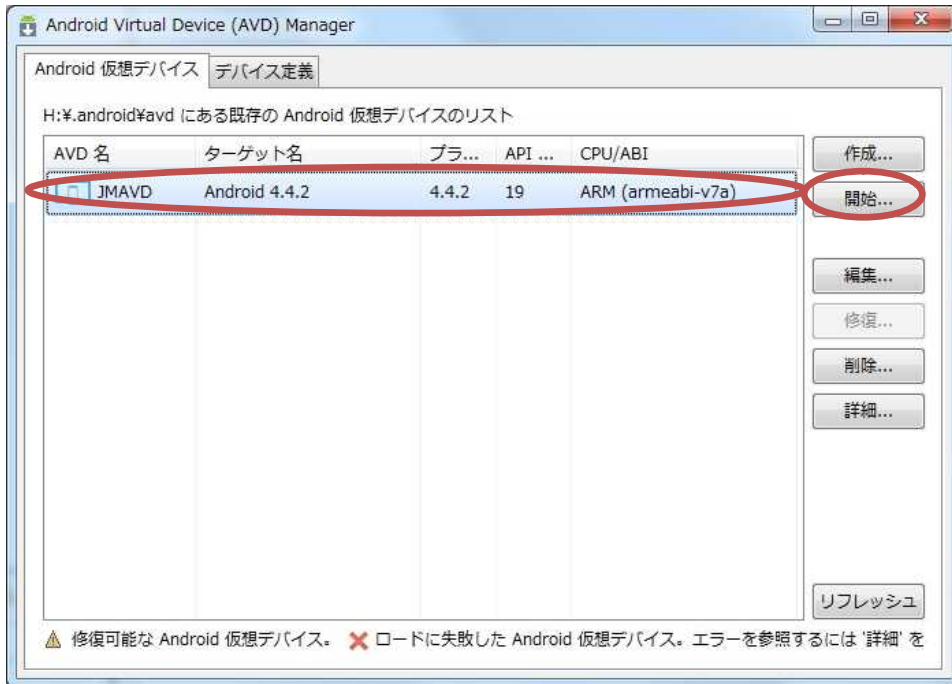 Android Virtual Device (AVD) Manager
Android 仮想デバイス デバイス定義
H:¥.android¥avd にある既存の Android 仮想デバイスのリスト
AVD 名 ターゲット名 プラ... API ... CPU/ABI
JMAVD Android 4.4.2 4.4.2 19 ARM (armeabi-v7a)
作成...
開始...
編集...
修復...
削除...
詳細...
リフレッシュ
修復可能な Android 仮想デバイス。 ロードに失敗した Android 仮想デバイス。エラーを参照するには '詳細' を